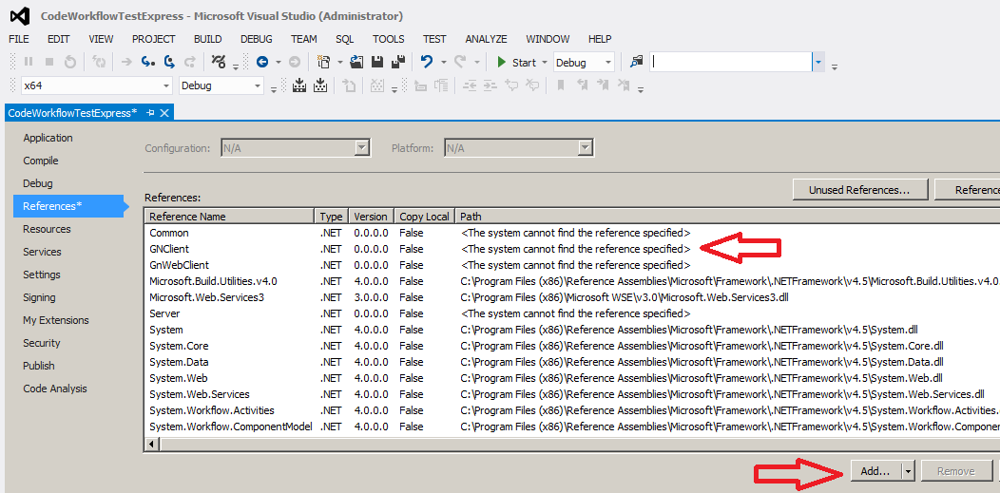 CodeWorkflowTestExpress - Microsoft Visual Studio (Administrator)
FILE EDIT VIEW PROJECT BUILD DEBUG TEAM SQL TOOLS TEST ANALYZE WINDOW HELP
Start Debug
x64 Debug
CodeWorkflowTestExpress*
Application
Compile
Debug
References*
Resources
Services
Settings
Signing
My Extensions
Security
Publish
Code Analysis
Configuration: N/A Platform: N/A
Unused References... Reference
References:
Reference Name Type Version Copy Local Path
Common .NET 0.0.0.0 False <The system cannot find the reference specified>
GNClient .NET 0.0.0.0 False <The system cannot find the reference specified>
GnWebClient .NET 0.0.0.0 False <The system cannot find the reference specified>
Microsoft.Build.Utilities.v4.0 .NET 4.0.0.0 False C:\Program Files (x86)\Reference Assemblies\Microsoft\Framework\.NETFramework\v4.5\Microsoft.Build.Utilities.v4.0.
Microsoft.Web.Services3 .NET 3.0.0.0 False C:\Program Files (x86)\Microsoft WSE\v3.0\Microsoft.Web.Services3.dll
Server .NET 0.0.0.0 False <The system cannot find the reference specified>
System .NET 4.0.0.0 False C:\Program Files (x86)\Reference Assemblies\Microsoft\Framework\.NETFramework\v4.5\System.dll
System.Core .NET 4.0.0.0 False C:\Program Files (x86)\Reference Assemblies\Microsoft\Framework\.NETFramework\v4.5\System.Core.dll
System.Data .NET 4.0.0.0 False C:\Program Files (x86)\Reference Assemblies\Microsoft\Framework\.NETFramework\v4.5\System.Data.dll
System.Web .NET 4.0.0.0 False C:\Program Files (x86)\Reference Assemblies\Microsoft\Framework\.NETFramework\v4.5\System.Web.dll
System.Web.Services .NET 4.0.0.0 False C:\Program Files (x86)\Reference Assemblies\Microsoft\Framework\.NETFramework\v4.5\System.Web.Services.dll
System.Workflow.Activities .NET 4.0.0.0 False C:\Program Files (x86)\Reference Assemblies\Microsoft\Framework\.NETFramework\v4.5\System.Workflow.Activities.
System.Workflow.ComponentModel .NET 4.0.0.0 False C:\Program Files (x86)\Reference Assemblies\Microsoft\Framework\.NETFramework\v4.5\System.Workflow.Compone
Add... Remove